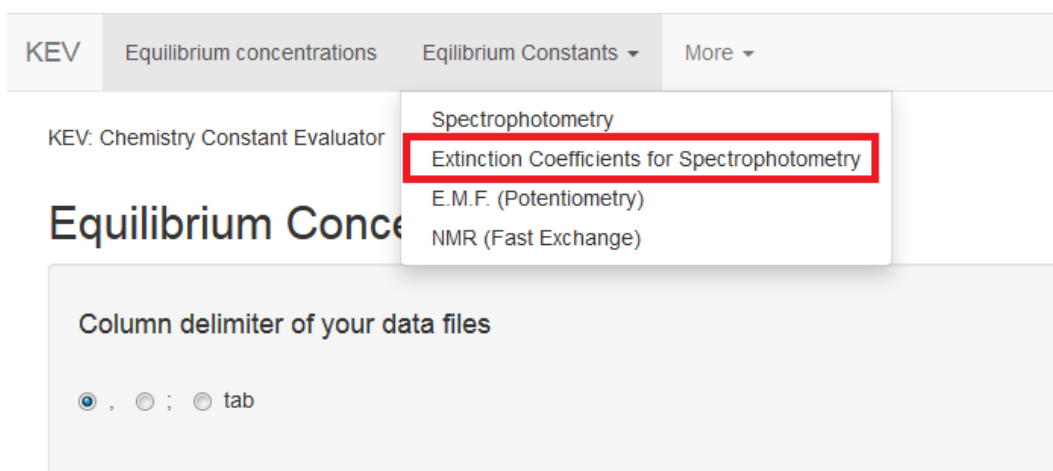 KEV Equilibrium concentrations Eqilibrium Constants More
Spectrophotometry
KEV: Chemistry Constant Evaluator
Extinction Coefficients for Spectrophotometry
E.M.F. (Potentiometry)
Equilibrium Conce
NMR (Fast Exchange)
Column delimiter of your data files
, ; tab